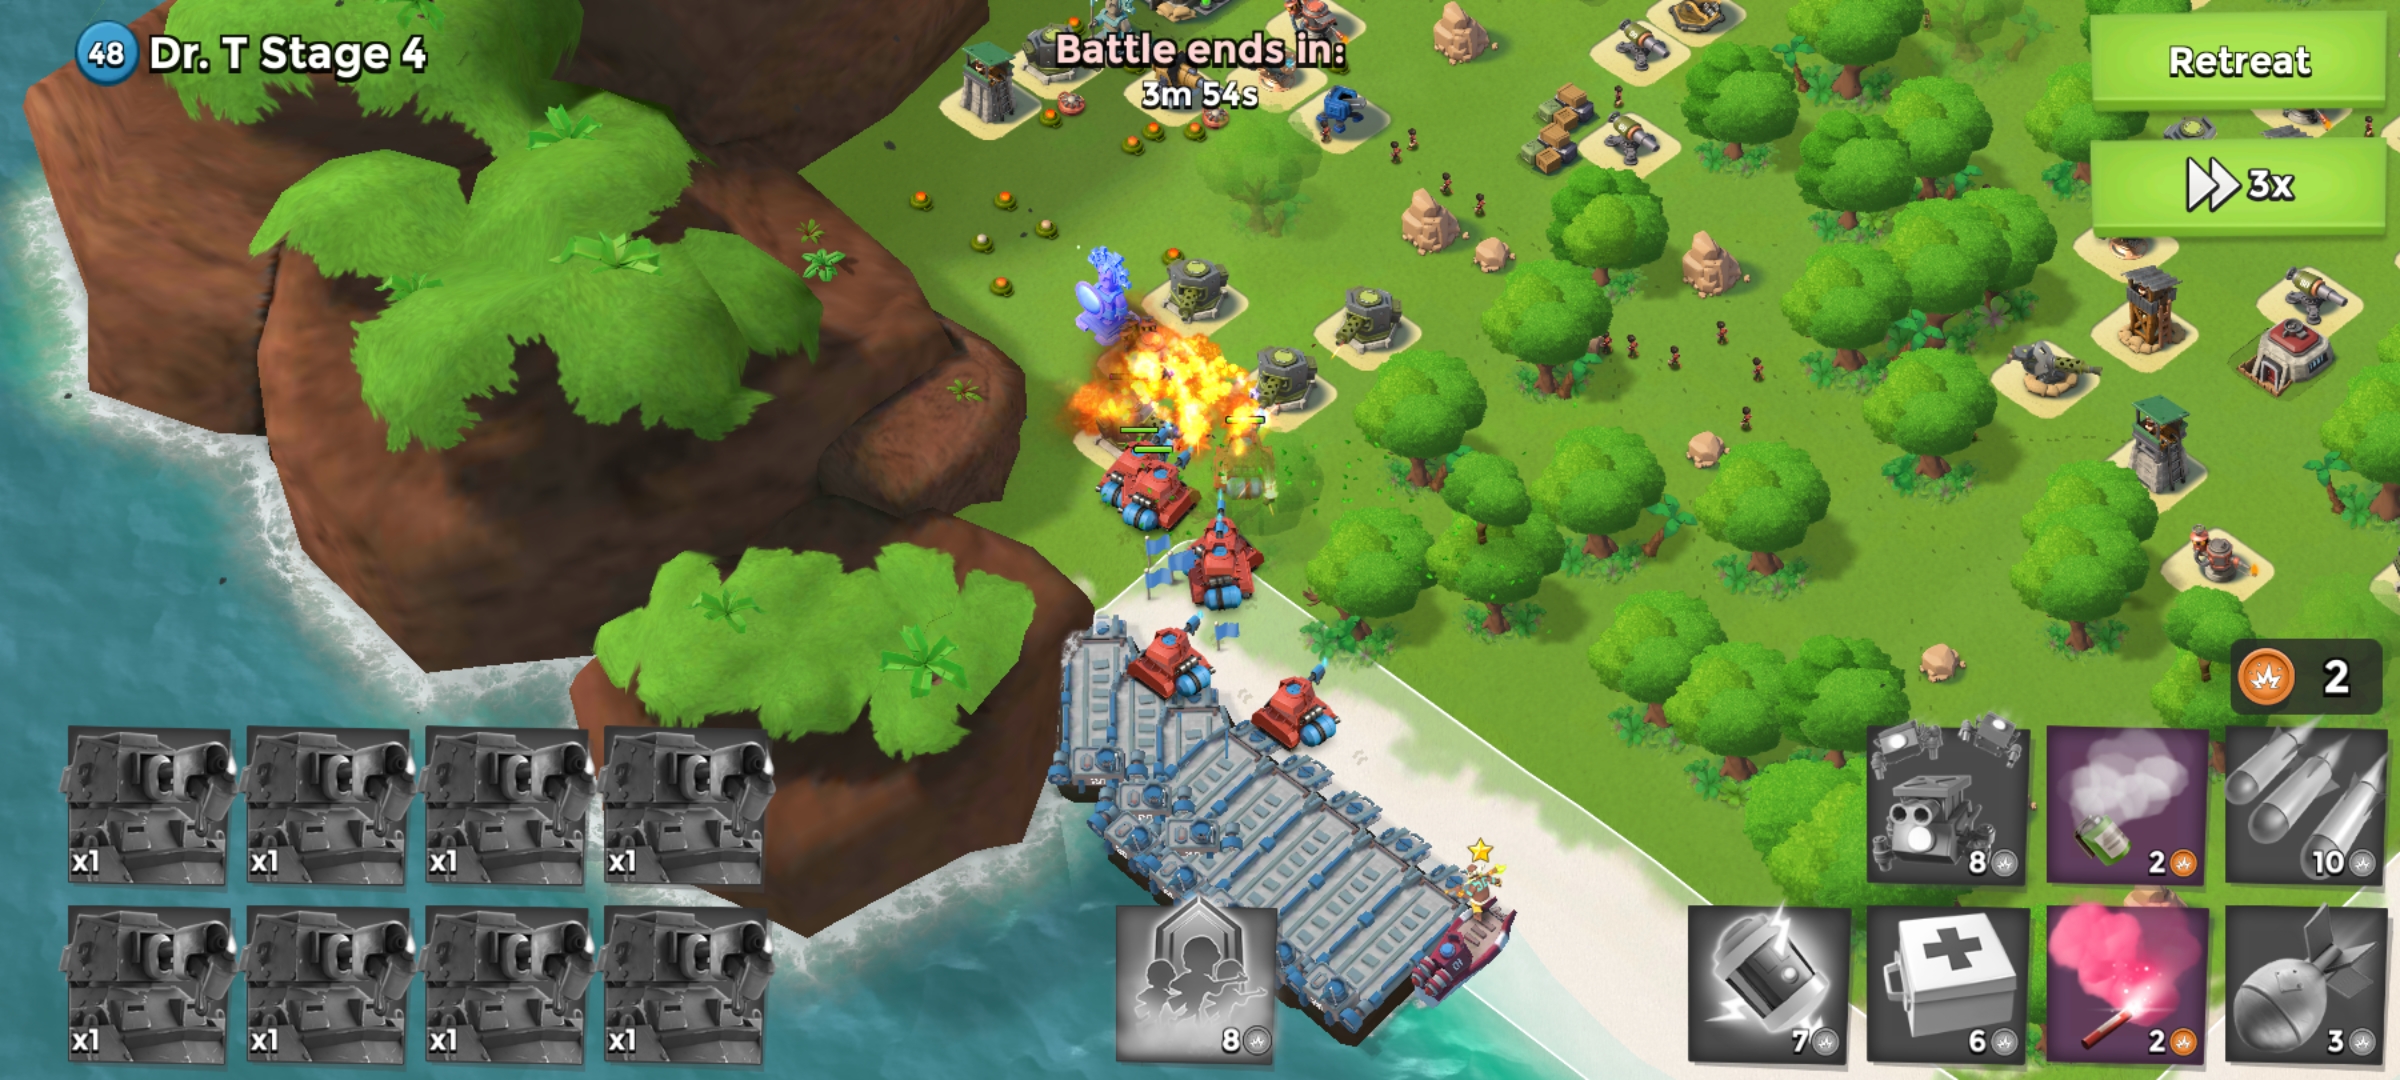 48 Dr. T Stage 4
Battle ends in:
3m 54s
Retreat
3x
2
x1 x1 x1 x1
8 2 10
x1 x1 x1 x1
8 7 6 2 3